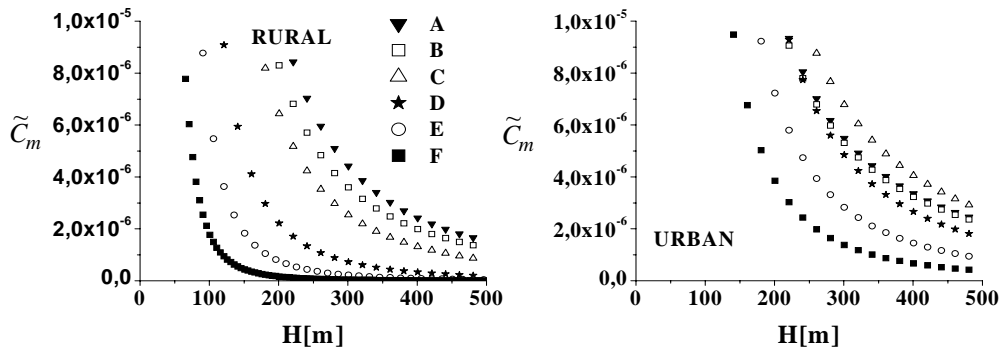 1,0x10⁻⁵
8,0x10⁻⁶
6,0x10⁻⁶
4,0x10⁻⁶
2,0x10⁻⁶
0,0
C̃m
RURAL
A
B
C
D
E
F
0 100 200 300 400 500
H[m]
1,0x10⁻⁵
8,0x10⁻⁶
6,0x10⁻⁶
4,0x10⁻⁶
2,0x10⁻⁶
0,0
C̃m
URBAN
0 100 200 300 400 500
H[m]